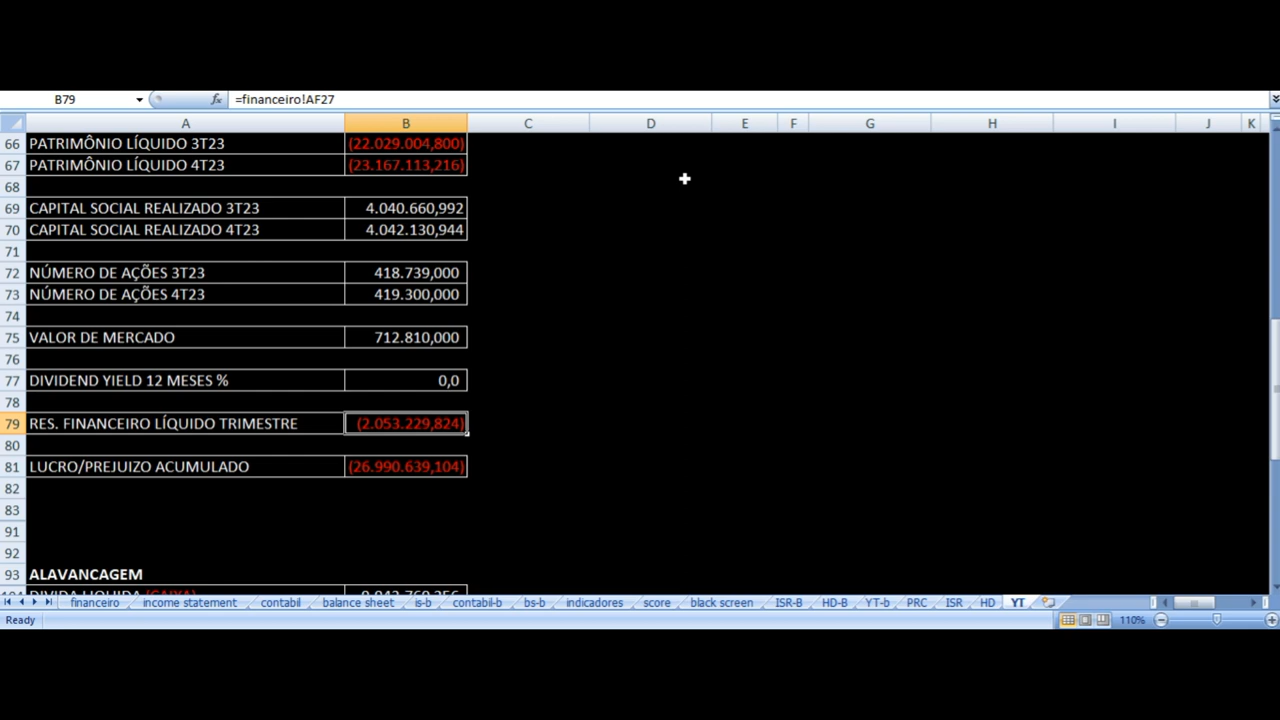 B79 fx =financeiro!AF27
A B C D E F G H I J K
66 PATRIMÔNIO LÍQUIDO 3T23 (22.029.004,800)
67 PATRIMÔNIO LÍQUIDO 4T23 (23.167.113,216)
68
69 CAPITAL SOCIAL REALIZADO 3T23 4.040.660,992
70 CAPITAL SOCIAL REALIZADO 4T23 4.042.130,944
71
72 NÚMERO DE AÇÕES 3T23 418.739,000
73 NÚMERO DE AÇÕES 4T23 419.300,000
74
75 VALOR DE MERCADO 712.810,000
76
77 DIVIDEND YIELD 12 MESES % 0,0
78
79 RES. FINANCEIRO LÍQUIDO TRIMESTRE (2.053.229,824)
80
81 LUCRO/PREJUIZO ACUMULADO (26.990.639,104)
82
83
91
92
93 ALAVANCAGEM
DIVIDA LIQUIDA (CAIXA)
financeiro income statement contabil balance sheet is-b contabil-b bs-b indicadores score black screen ISR-B HD-B YT-b PRC ISR HD YT
Ready 110%